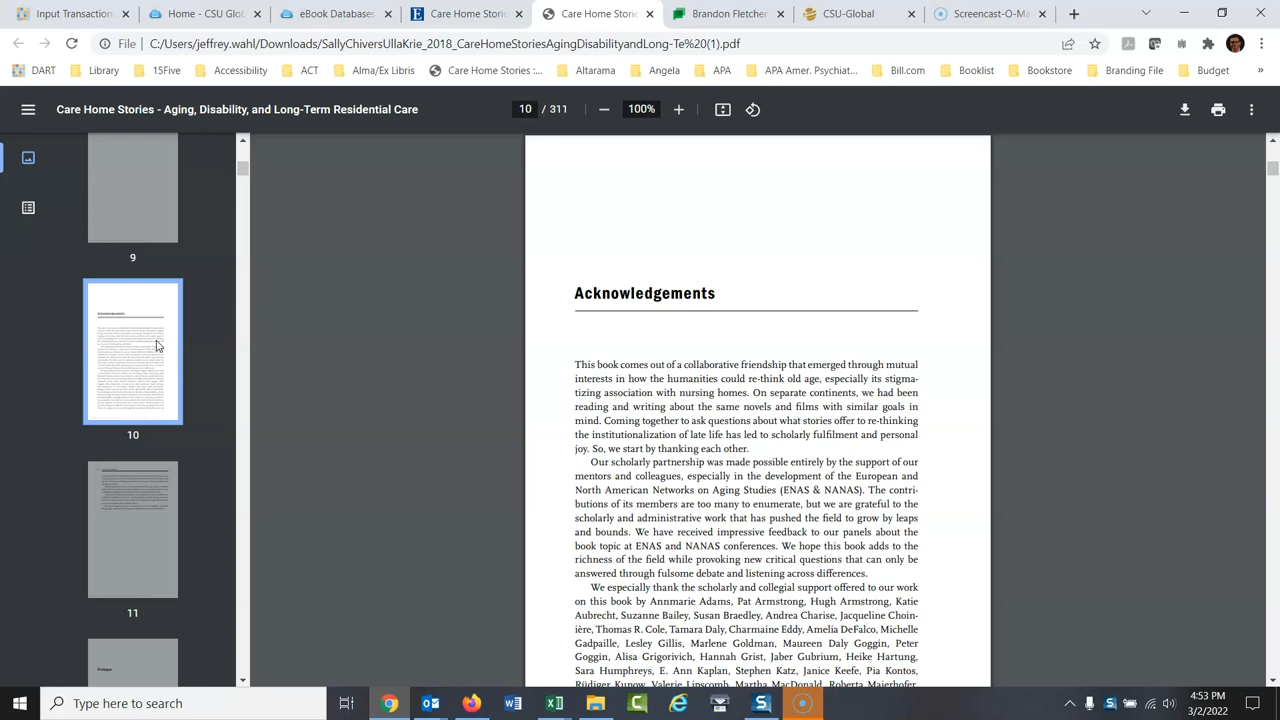 Input Transaction
Home - CSU Glob
eBook Databases
Care Home Storie
Care Home Stori
Brandon Fletcher
CSU-Global
Screencast-O-Ma
File
C:/Users/jeffrey.wahl/Downloads/SallyChiversUllaKrie_2018_CareHomeStoriesAgingDisabilityandLong-Te%20(1).pdf
DART
Library
15Five
Accessibility
ACT
Alma/Ex Libris
Care Home Stories :...
Altarama
Angela
APA
APA Amer. Psychiat...
Bill.com
Booklist
Bookstore
Branding File
Budget
»
Care Home Stories - Aging, Disability, and Long-Term Residential Care
10 / 311
100%
9
Acknowledgements
10
11
Prologue
Acknowledgements
This book comes out of a collaborative friendship that emerged through mutual
interests in how the humanities could re-think old age, especially its stigma-
tizing association with nursing homes. On separate continents, we had been
reading and writing about the same novels and films with similar goals in
mind. Coming together to ask questions about what stories offer to re-thinking
the institutionalization of late life has led to scholarly fulfilment and personal
joy. So, we start by thanking each other.
Our scholarly partnership was made possible entirely by the support of our
mentors and colleagues, especially in the development of the European and
North American Networks on Aging Studies (ENAS & NANAS). The contri-
butions of its members are too many to enumerate, but we are grateful to the
scholarly and administrative work that has pushed the field to grow by leaps
and bounds. We have received impressive feedback to our panels about the
book topic at ENAS and NANAS conferences. We hope this book adds to the
richness of the field while provoking new critical questions that can only be
answered through fulsome debate and listening across differences.
We especially thank the scholarly and collegial support offered to our work
on this book by Annmarie Adams, Pat Armstrong, Hugh Armstrong, Katie
Aubrecht, Suzanne Bailey, Susan Braedley, Andrea Charise, Jacqueline Choin-
ière, Thomas R. Cole, Tamara Daly, Charmaine Eddy, Amelia DeFalco, Michelle
Gadpaille, Lesley Gillis, Marlene Goldman, Maureen Daly Goggin, Peter
Goggin, Alisa Grigorivich, Hannah Grist, Jaber Gubrium, Heike Hartung,
Sara Humphreys, E. Ann Kaplan, Stephen Katz, Janice Keefe, Pia Kontos,
Rüdiger Kunow, Valerie Lipscomb, Martha MacDonald, Roberta Maierhofer,
Type here to search
4:53 PM
3/2/2022